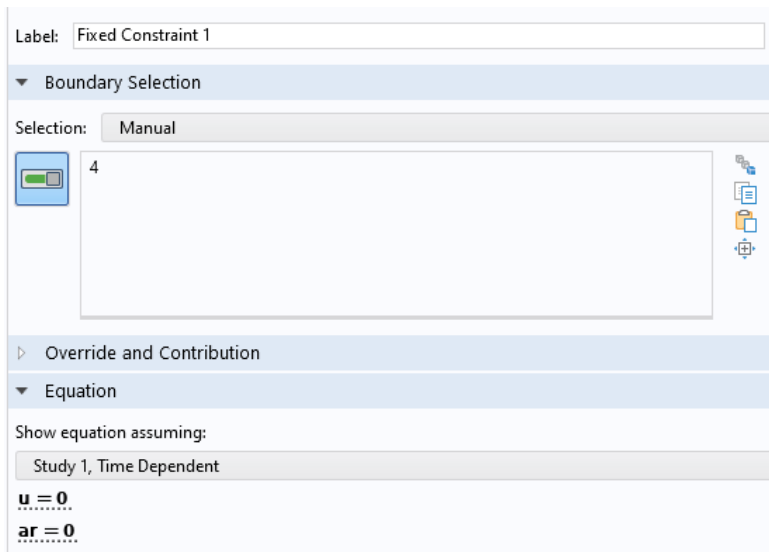 Label: Fixed Constraint 1
Boundary Selection
Selection: Manual
4
Override and Contribution
Equation
Show equation assuming:
Study 1, Time Dependent
u = 0
ar = 0